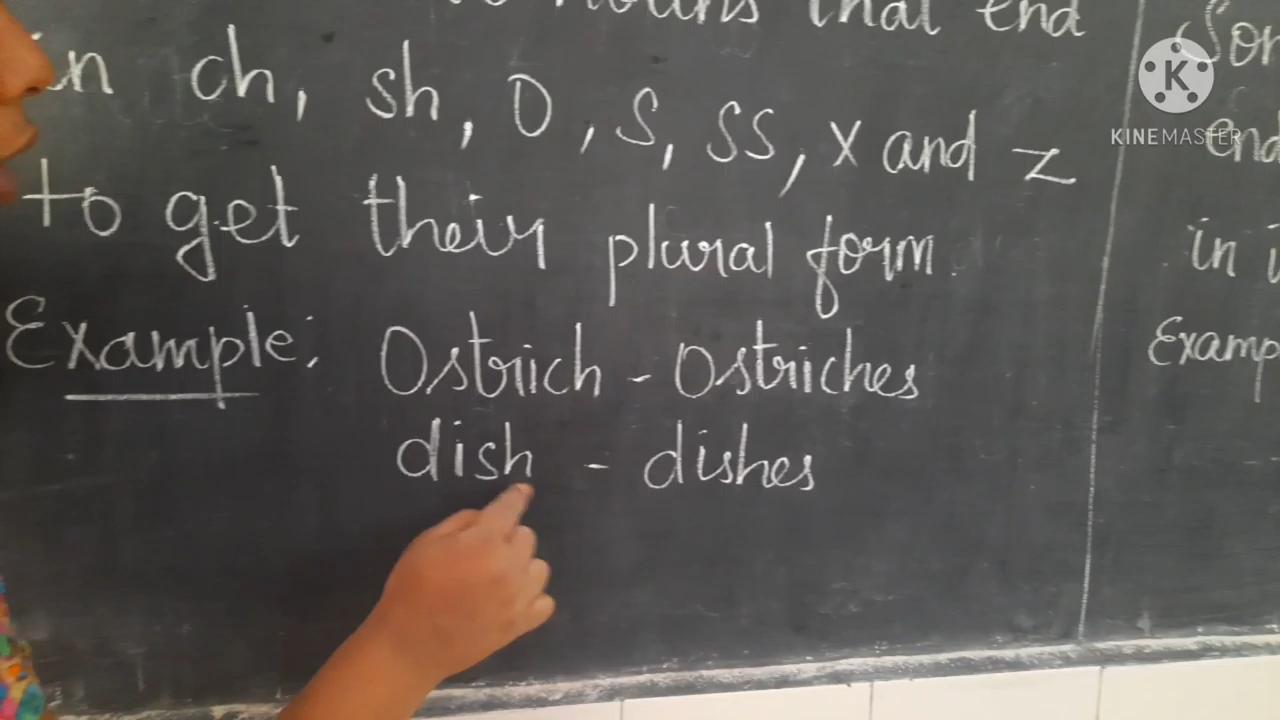 nouns that end
in ch, sh, O, S, SS, x and z
to get their plural form.
Example: Ostrich - Ostriches
dish - dishes
end
in
KINEMASTER